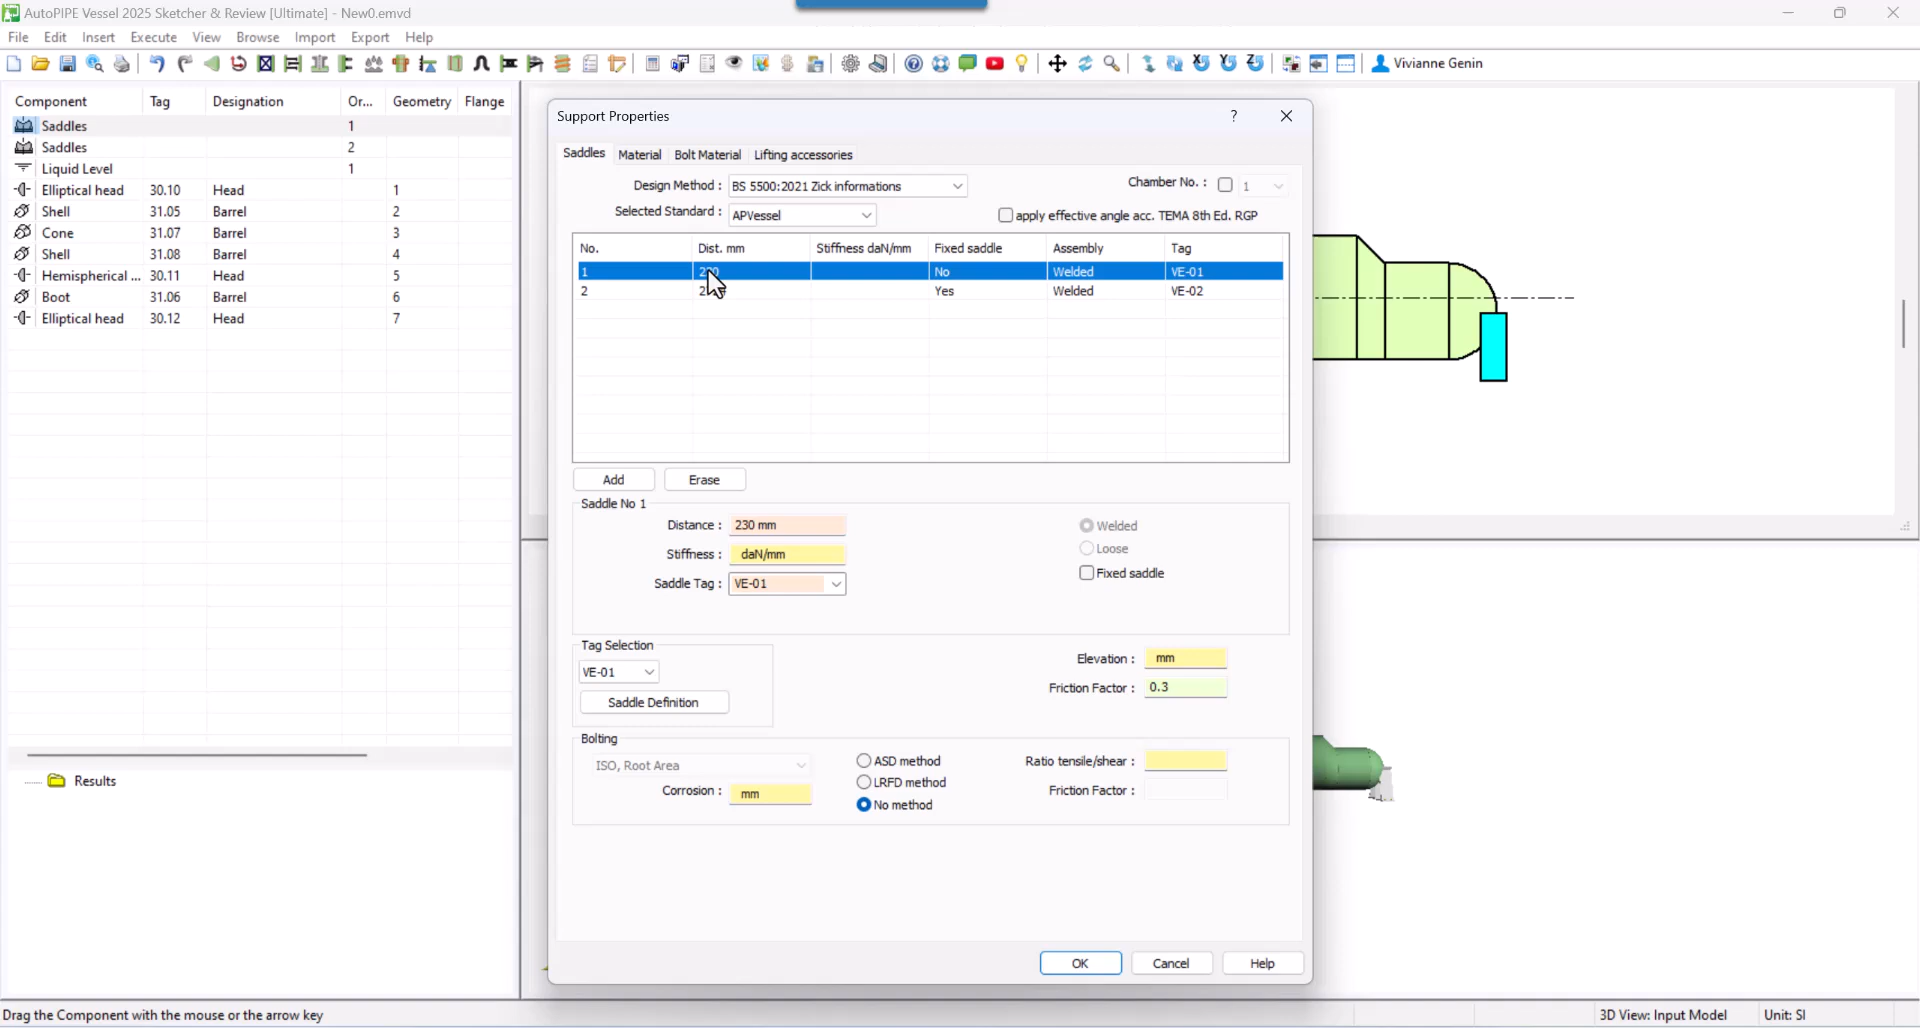 AutoPIPE Vessel 2025 Sketcher & Review [Ultimate] - New0.emvd
File Edit Insert Execute View Browse Import Export Help
Vivianne Genin
Component Tag Designation Or... Geometry Flange
Saddles 1
Saddles 2
Liquid Level 1
Elliptical head 30.10 Head 1
Shell 31.05 Barrel 2
Cone 31.07 Barrel 3
Shell 31.08 Barrel 4
Hemispherical ... 30.11 Head 5
Boot 31.06 Barrel 6
Elliptical head 30.12 Head 7
Results
Support Properties
?
Saddles Material Bolt Material Lifting accessories
Design Method : BS 5500:2021 Zick informations
Chamber No. : 1
Selected Standard : APVessel
apply effective angle acc. TEMA 8th Ed. RGP
No. Dist. mm Stiffness daN/mm Fixed saddle Assembly Tag
1 230 No Welded VE-01
2 Yes Welded VE-02
Add Erase
Saddle No 1
Distance : 230 mm
Welded
Loose
Stiffness : daN/mm
Fixed saddle
Saddle Tag : VE-01
Tag Selection
VE-01
Saddle Definition
Elevation : mm
Friction Factor : 0.3
Bolting
ISO, Root Area
Corrosion : mm
ASD method
LRFD method
No method
Ratio tensile/shear :
Friction Factor :
OK Cancel Help
Drag the Component with the mouse or the arrow key
3D View: Input Model
Unit: SI